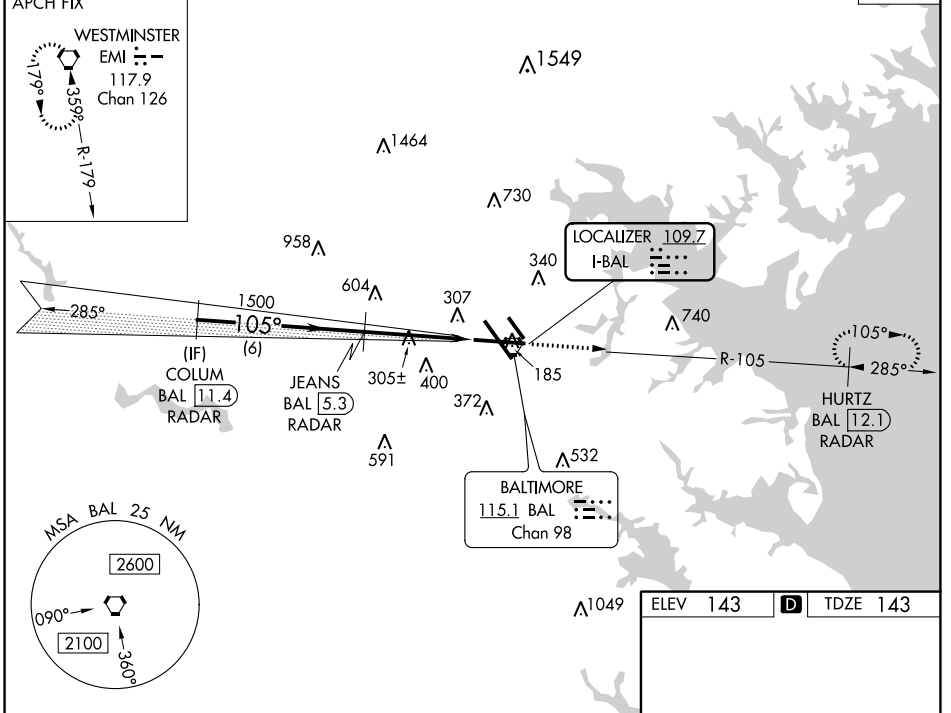 APCH FIX
WESTMINSTER
EMI
117.9
Chan 126
179°
359°
R-179
1549
1464
730
958
LOCALIZER 109.7
I-BAL
340
604
307
740
285°
1500
105°
(6)
(IF)
COLUM
BAL 11.4
RADAR
JEANS
BAL 5.3
RADAR
305±
400
185
R-105
105°
285°
HURTZ
BAL 12.1
RADAR
372
591
532
BALTIMORE
115.1 BAL
Chan 98
MSA BAL 25 NM
2600
090°
2100
360°
1049
ELEV 143 D TDZE 143